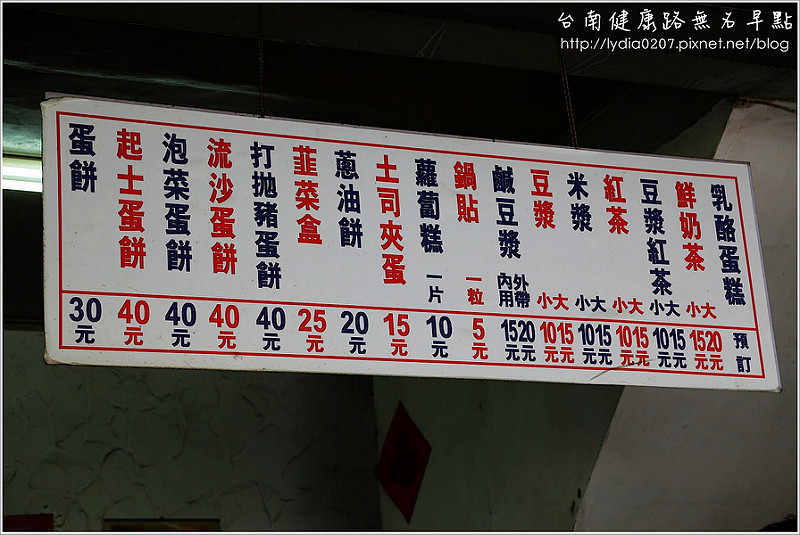 台南健康路無名早點
http://lydia0207.pixnet.net/blog
蛋餅 30元
起士蛋餅 40元
泡菜蛋餅 40元
流沙蛋餅 40元
打拋豬蛋餅 40元
韮菜盒 25元
蔥油餅 20元
土司夾蛋 15元
蘿蔔糕 一片 10元
鍋貼 一粒 5元
鹹豆漿 內用 外帶 15元 20元
豆漿 小 大 10元 15元
米漿 小 大 10元 15元
紅茶 小 大 10元 15元
豆漿紅茶 小 大 10元 15元
鮮奶茶 小 大 15元 20元
乳酪蛋糕 預訂